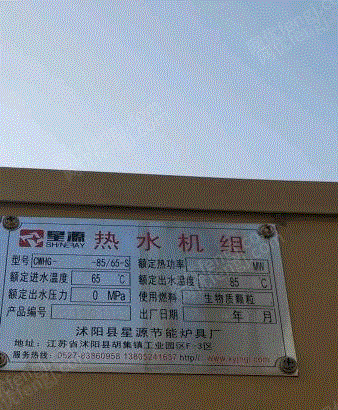 星源 SHINERAY 热水机组
型号 CWHG- -85/65-S 额定热功率 MW
额定进水温度 65 ℃ 额定出水温度 85 ℃
额定出水压力 0 MPa 使用燃料 生物质颗粒
产品编号 出厂日期 年 月
沭阳县星源节能炉具厂
地址：江苏省沭阳县胡集镇工业园区F-3区
服务热线：0527-83860958 13805241637